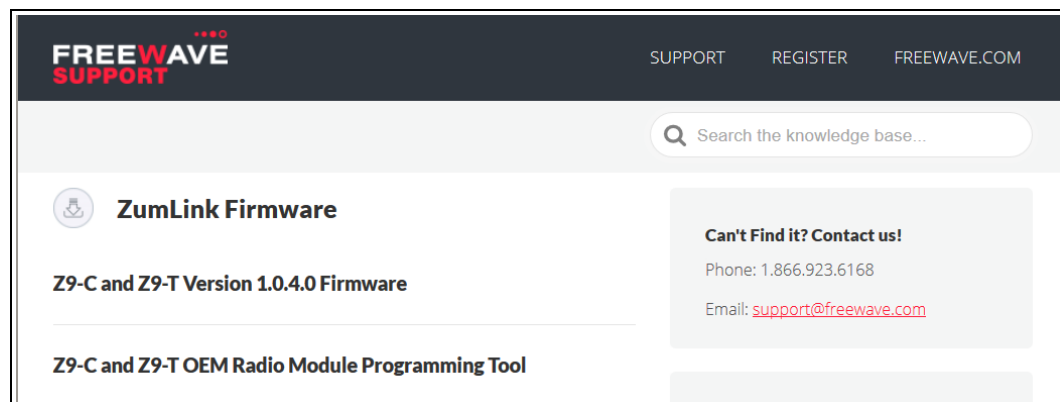 FREEWAVE
SUPPORT
SUPPORT REGISTER FREEWAVE.COM
Search the knowledge base...
ZumLink Firmware
Z9-C and Z9-T Version 1.0.4.0 Firmware
Z9-C and Z9-T OEM Radio Module Programming Tool
Can't Find it? Contact us!
Phone: 1.866.923.6168
Email: support@freewave.com